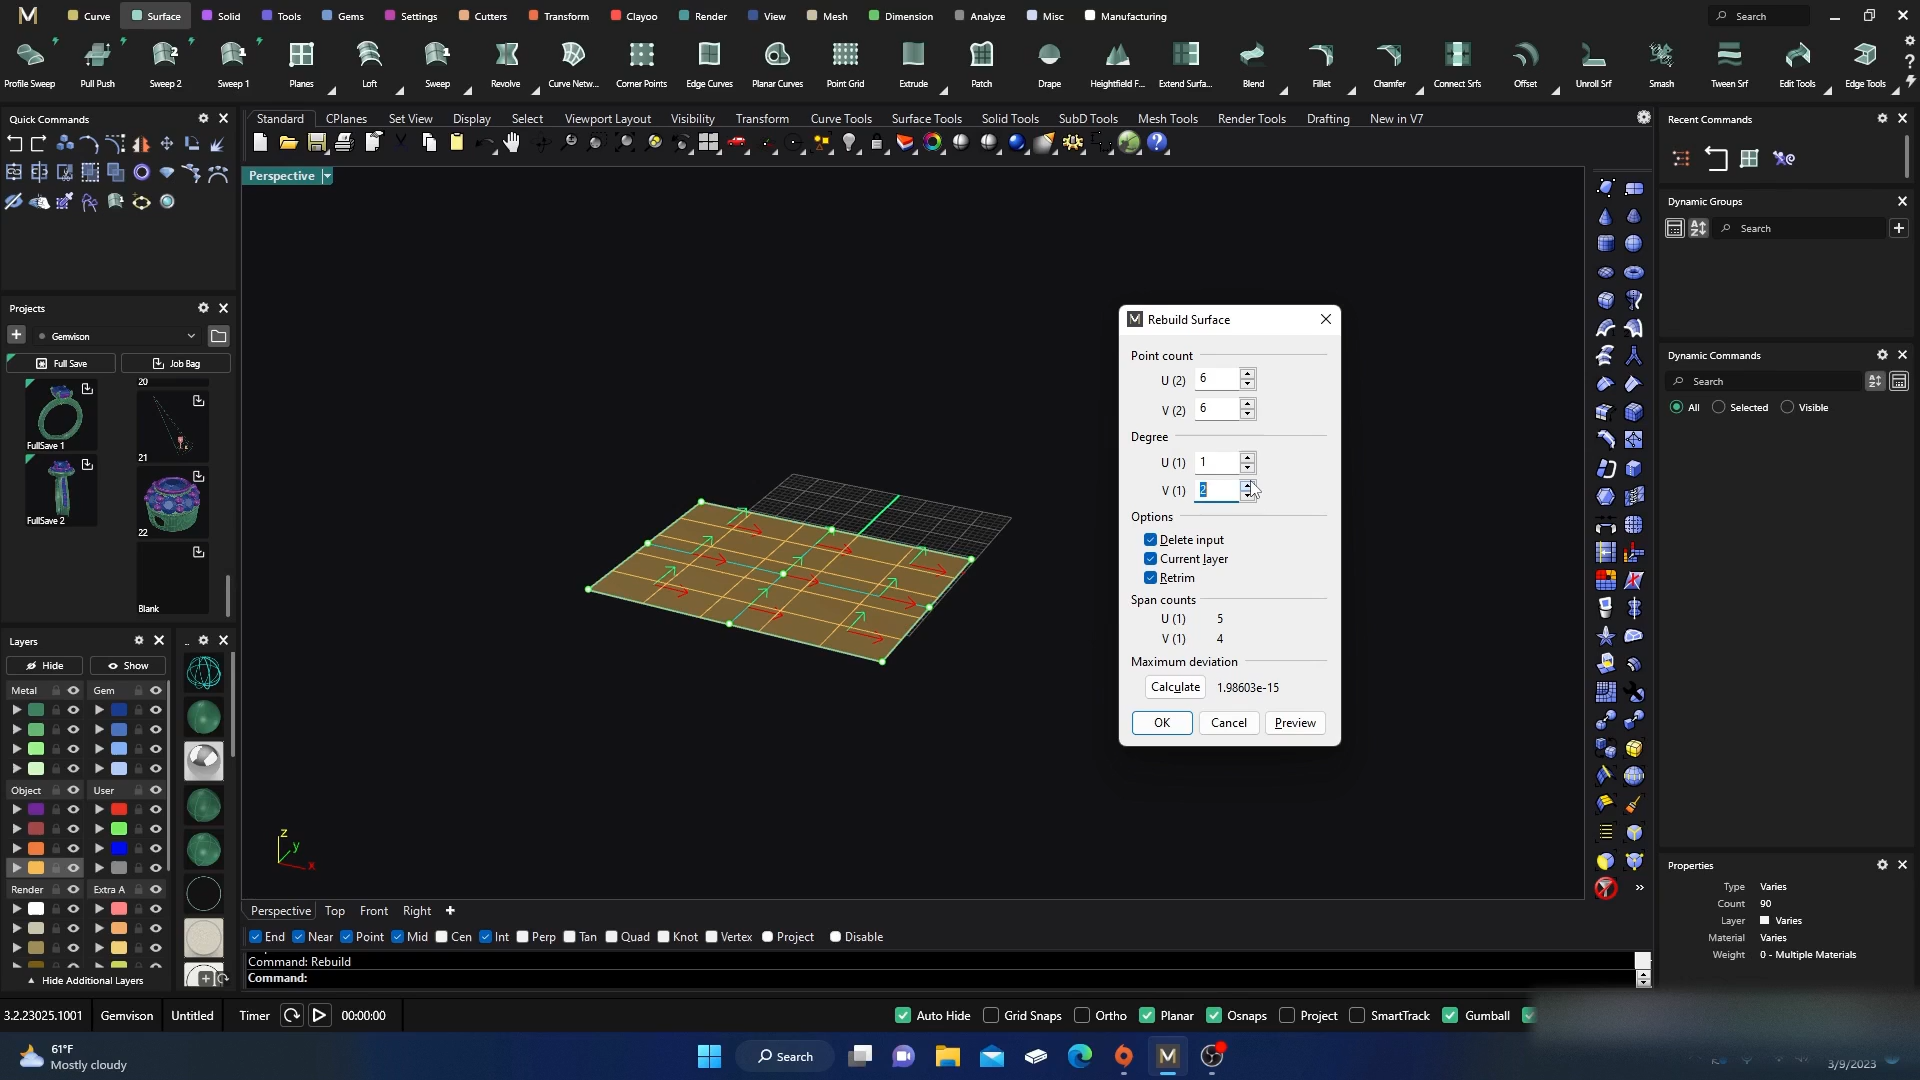 Curve Surface Solid Tools Gems Settings Cutters Transform Clayoo Render View Mesh Dimension Analyze Misc Manufacturing Search
Profile Sweep Pull Push Sweep 2 Sweep 1 Planes Loft Sweep Revolve Curve Netw... Corner Points Edge Curves Planar Curves Point Grid Extrude Patch Drape Heightfield F... Extend Surfa... Blend Fillet Chamfer Connect Srfs Offset Unroll Srf Smash Tween Srf Edit Tools Edge Tools
Quick Commands
Standard CPlanes Set View Display Select Viewport Layout Visibility Transform Curve Tools Surface Tools Solid Tools SubD Tools Mesh Tools Render Tools Drafting New in V7
Recent Commands
Perspective
Dynamic Groups
Search
Projects
Gemvison
Full Save Job Bag
FullSave 1
FullSave 2
20
21
22
Blank
Rebuild Surface
Point count
U (2) 6
V (2) 6
Degree
U (1) 1
V (1) 2
Options
Delete input
Current layer
Retrim
Span counts
U (1) 5
V (1) 4
Maximum deviation
Calculate 1.98603e-15
OK Cancel Preview
Dynamic Commands
Search
All Selected Visible
Layers
Hide Show
Metal Gem
Object User
Render Extra A
Hide Additional Layers
z
y
x
Perspective Top Front Right
End Near Point Mid Cen Int Perp Tan Quad Knot Vertex Project Disable
Command: Rebuild
Command:
Properties
Type Varies
Count 90
Layer Varies
Material Varies
Weight 0 - Multiple Materials
3.2.23025.1001 Gemvison Untitled Timer 00:00:00 Auto Hide Grid Snaps Ortho Planar Osnaps Project SmartTrack Gumball
61°F
Mostly cloudy
Search
3/9/2023